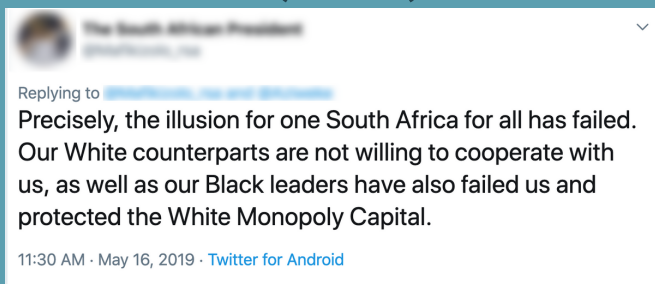 Replying to
Precisely, the illusion for one South Africa for all has failed.
Our White counterparts are not willing to cooperate with
us, as well as our Black leaders have also failed us and
protected the White Monopoly Capital.
11:30 AM · May 16, 2019 · Twitter for Android